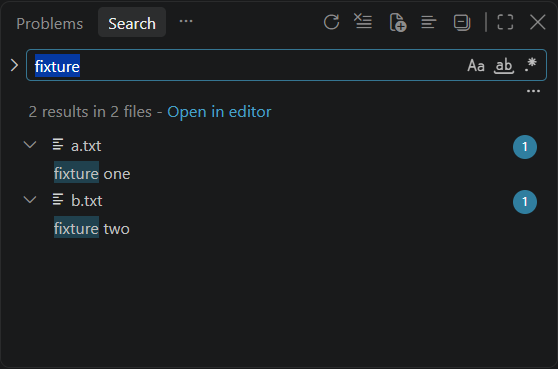 Problems Search ···
fixture Aa ab .*
···
2 results in 2 files - Open in editor
a.txt 1
fixture one
b.txt 1
fixture two